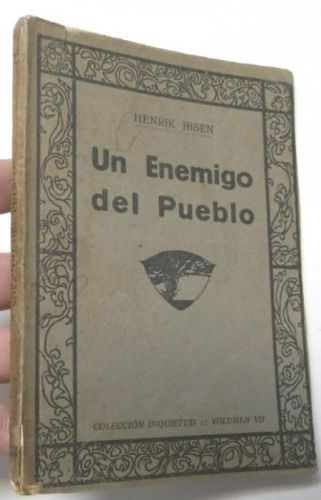 HENRIK IBSEN
Un Enemigo
del Pueblo
COLECCIÓN INQUIETUD :: VOLUMEN VII